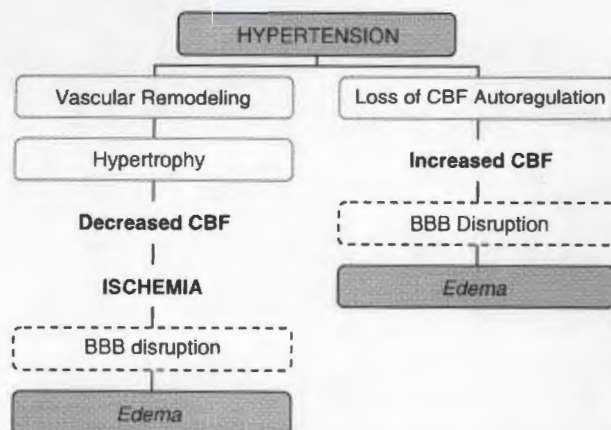 HYPERTENSION
Vascular Remodeling
Hypertrophy
Decreased CBF
ISCHEMIA
BBB disruption
Edema
Loss of CBF Autoregulation
Increased CBF
BBB Disruption
Edema